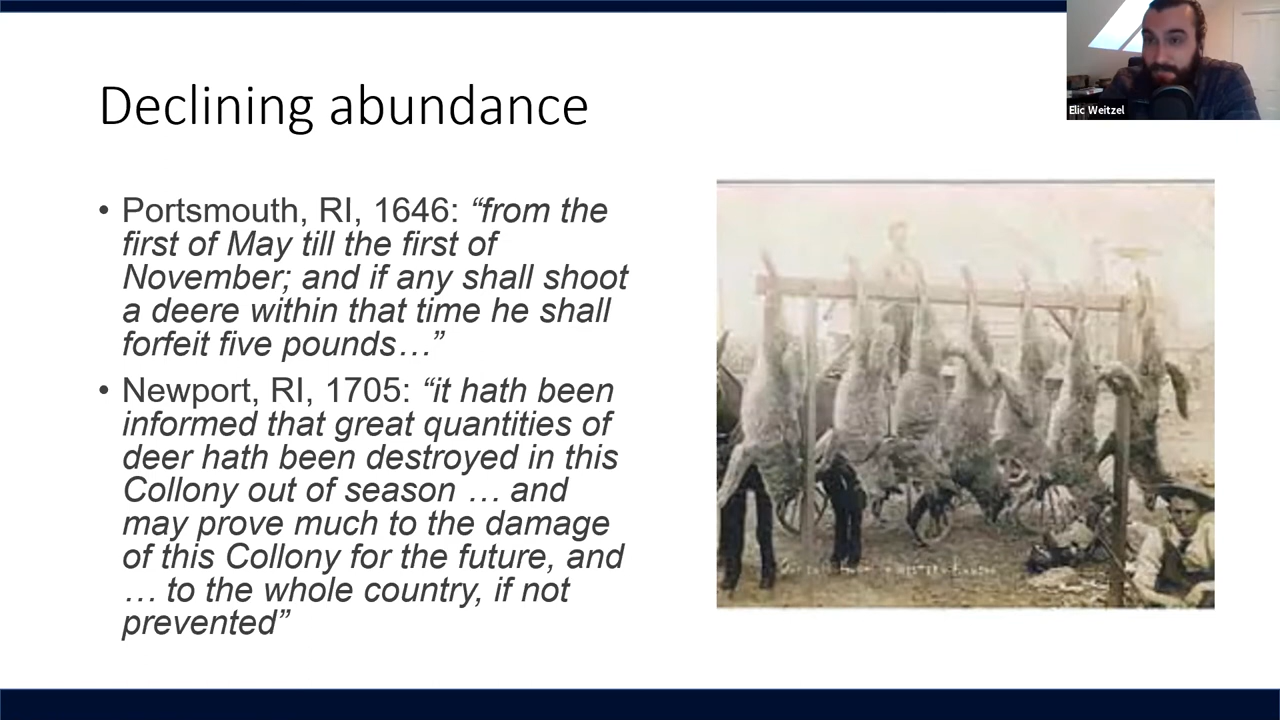 Elic Weitzel
Declining abundance
• Portsmouth, RI, 1646: “from the
first of May till the first of
November; and if any shall shoot
a deere within that time he shall
forfeit five pounds…”
• Newport, RI, 1705: “it hath been
informed that great quantities of
deer hath been destroyed in this
Collony out of season … and
may prove much to the damage
of this Collony for the future, and
… to the whole country, if not
prevented”